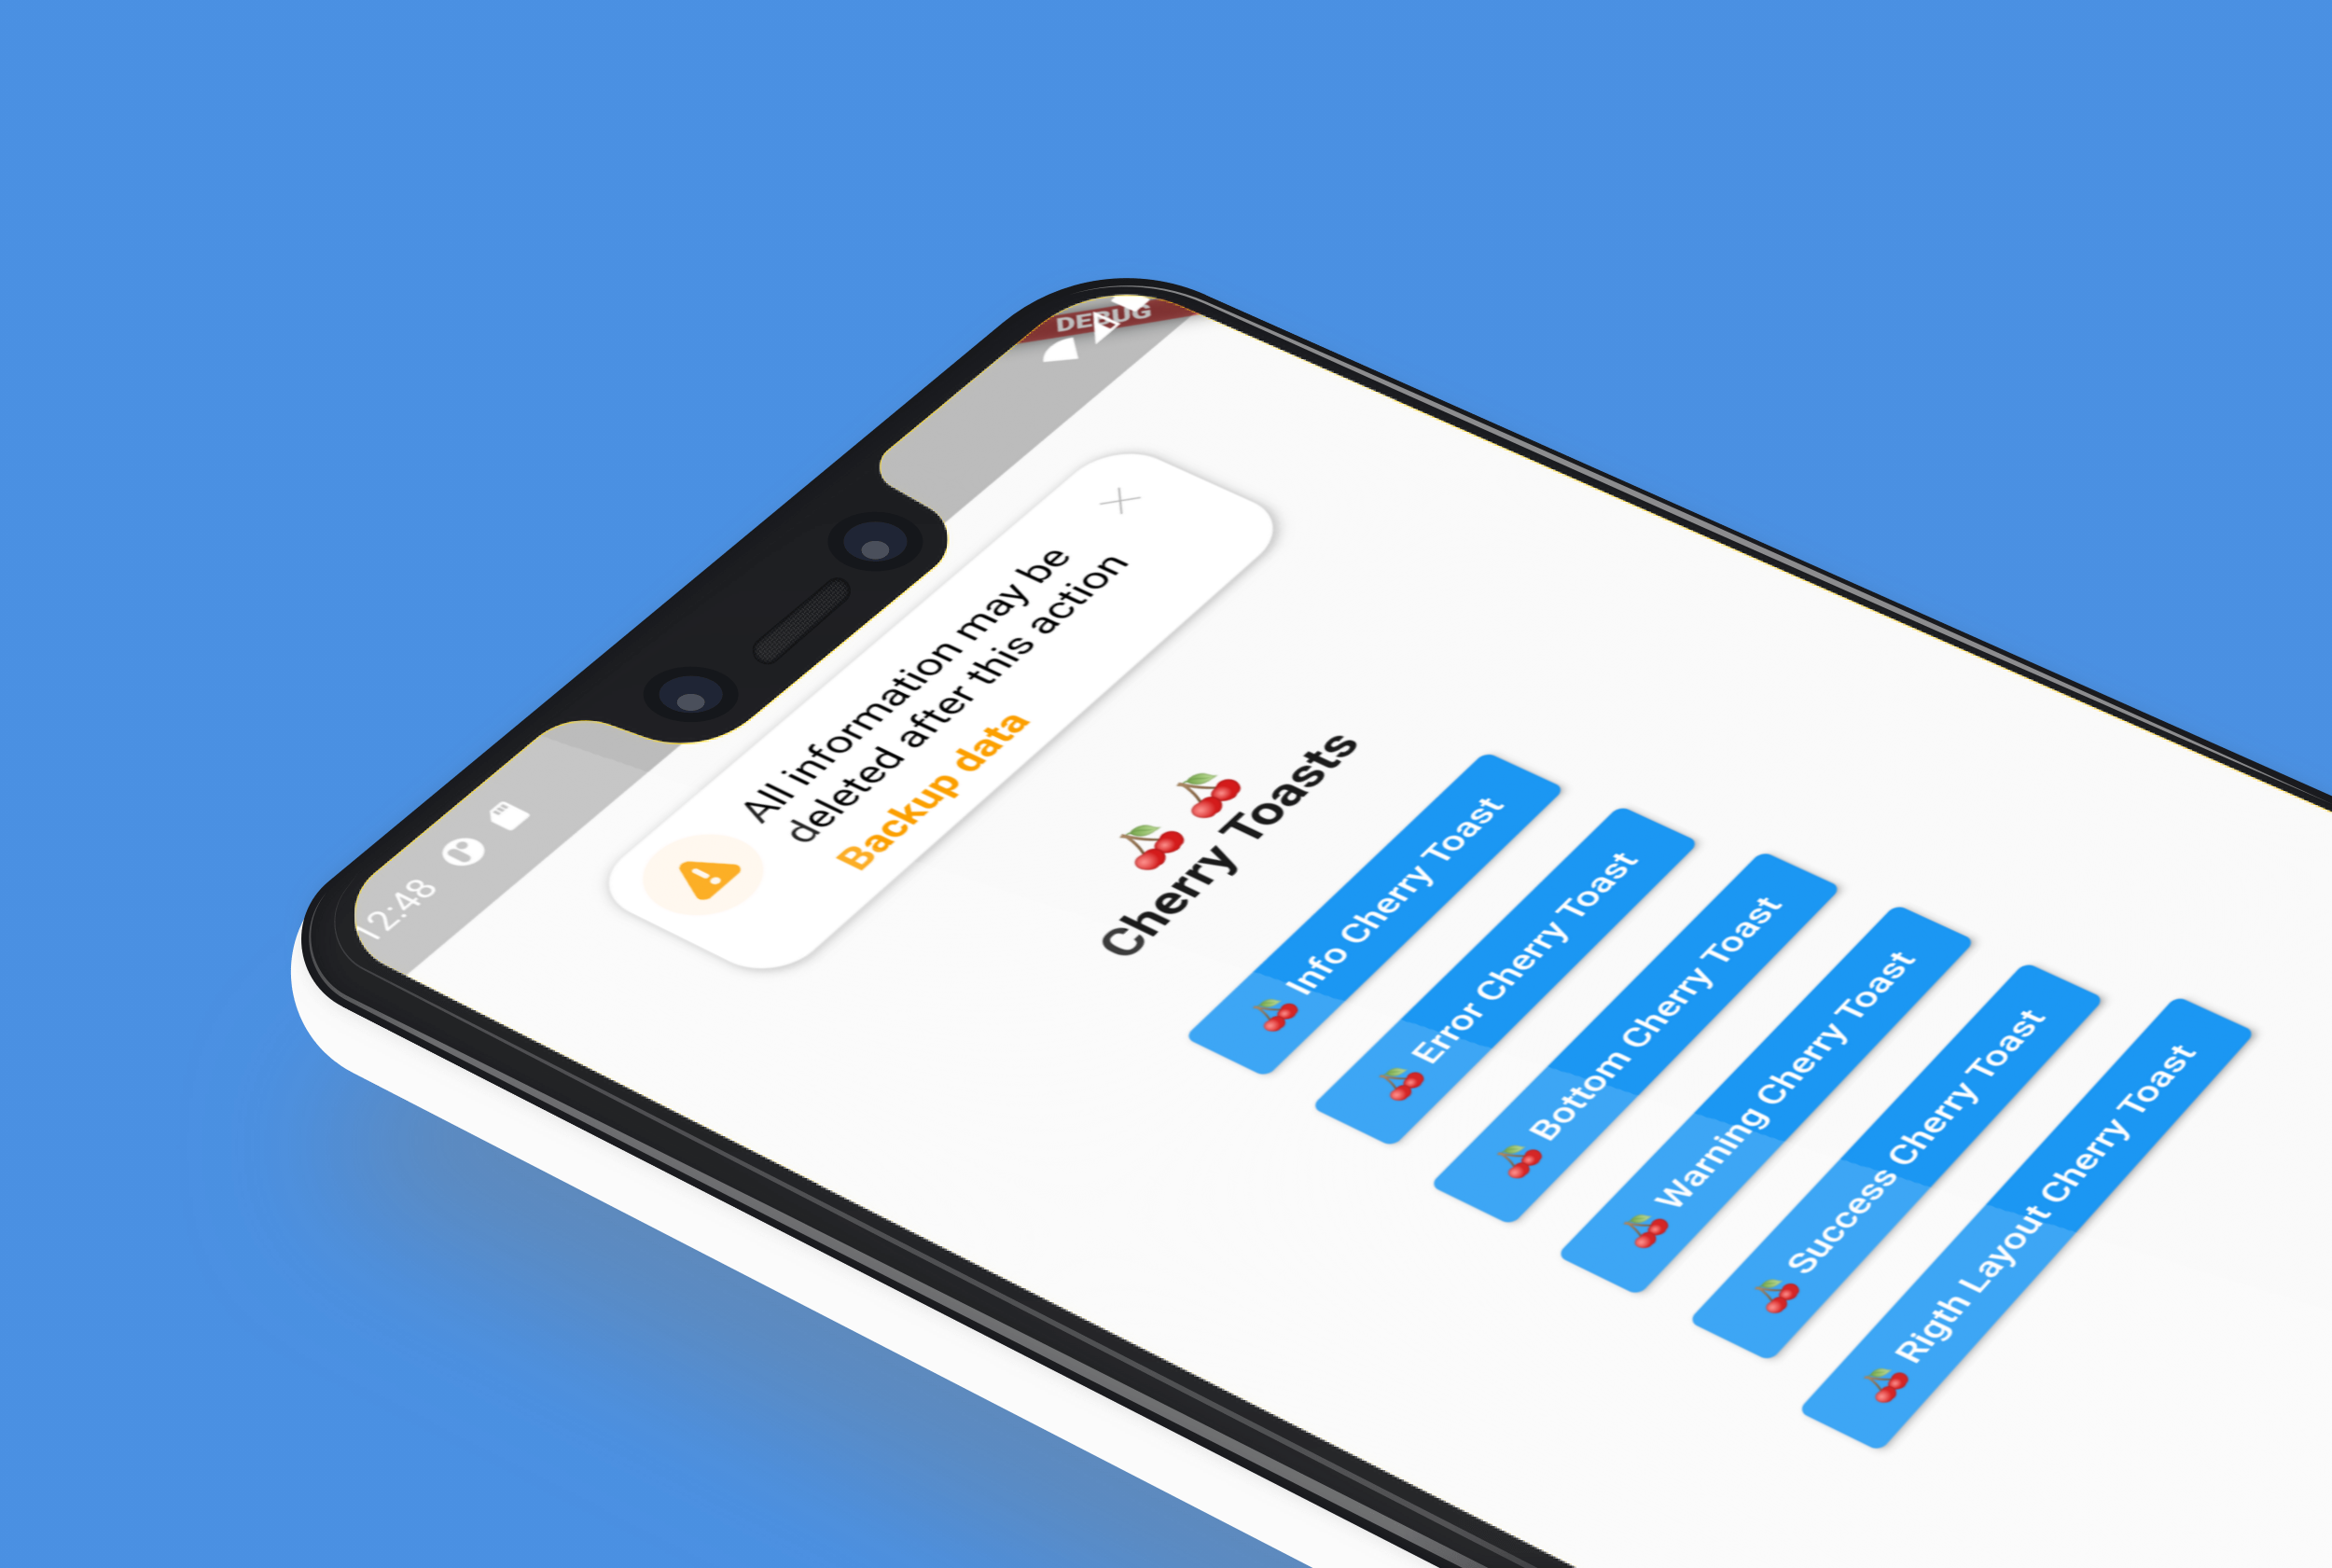 12:48
DEBUG
All information may be
deleted after this action
Backup data
Cherry Toasts
Info Cherry Toast
Error Cherry Toast
Bottom Cherry Toast
Warning Cherry Toast
Success Cherry Toast
Rigth Layout Cherry Toast